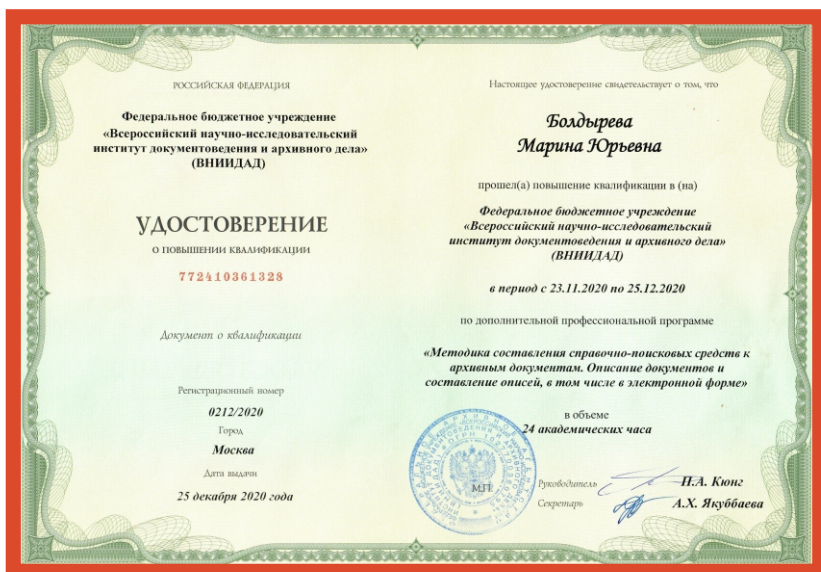 РОССИЙСКАЯ ФЕДЕРАЦИЯ
Федеральное бюджетное учреждение
«Всероссийский научно-исследовательский
институт документоведения и архивного дела»
(ВНИИДАД)
УДОСТОВЕРЕНИЕ
О ПОВЫШЕНИИ КВАЛИФИКАЦИИ
772410361328
Документ о квалификации
Регистрационный номер
0212/2020
Город
Москва
Дата выдачи
25 декабря 2020 года
Настоящее удостоверение свидетельствует о том, что
Болдырева
Марина Юрьевна
прошел(а) повышение квалификации в (на)
Федеральное бюджетное учреждение
«Всероссийский научно-исследовательский
институт документоведения и архивного дела»
(ВНИИДАД)
в период с 23.11.2020 по 25.12.2020
по дополнительной профессиональной программе
«Методика составления справочно-поисковых средств к
архивным документам. Описание документов и
составление описей, в том числе в электронной форме»
в объеме
24 академических часа
М.П.
Руководитель П.А. Кюнг
Секретарь А.Х. Якуббаева